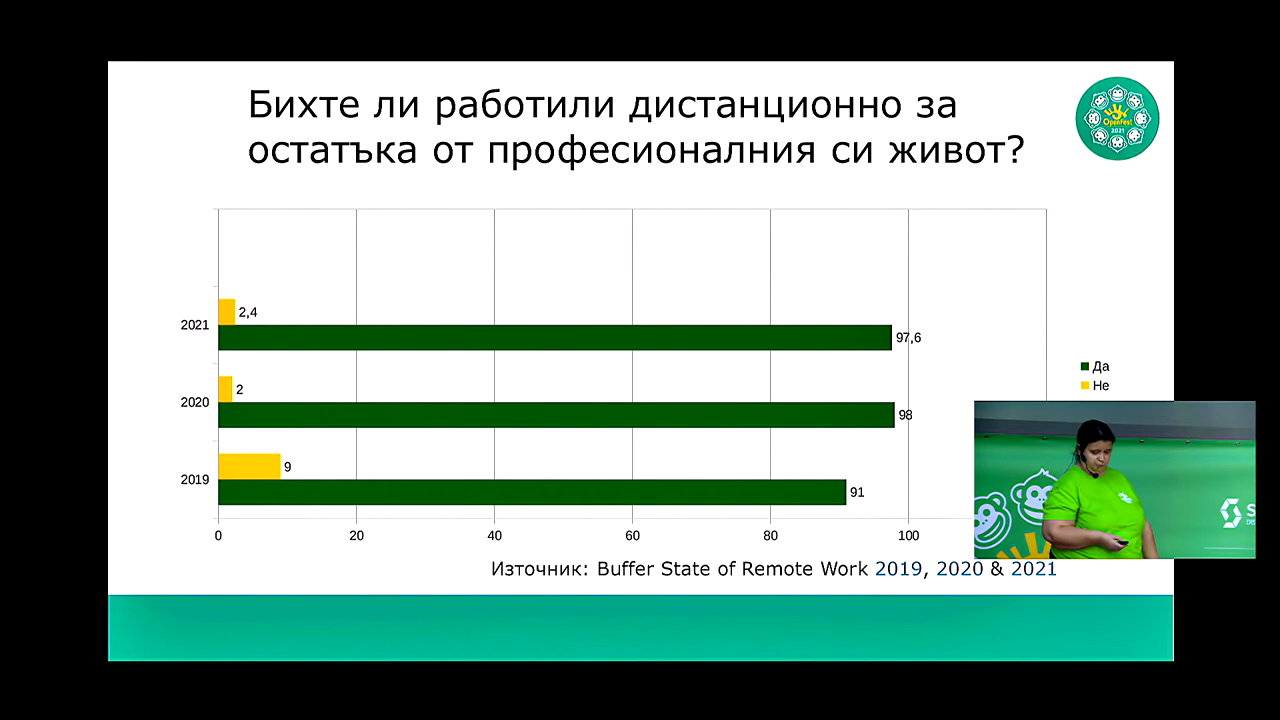 Бихте ли работили дистанционно за
остатъка от професионалния си живот?
OpenFest
2021
2021
2,4
97,6
2020
2
98
2019
9
91
Да
Не
0
20
40
60
80
100
Източник: Buffer State of Remote Work 2019, 2020 & 2021